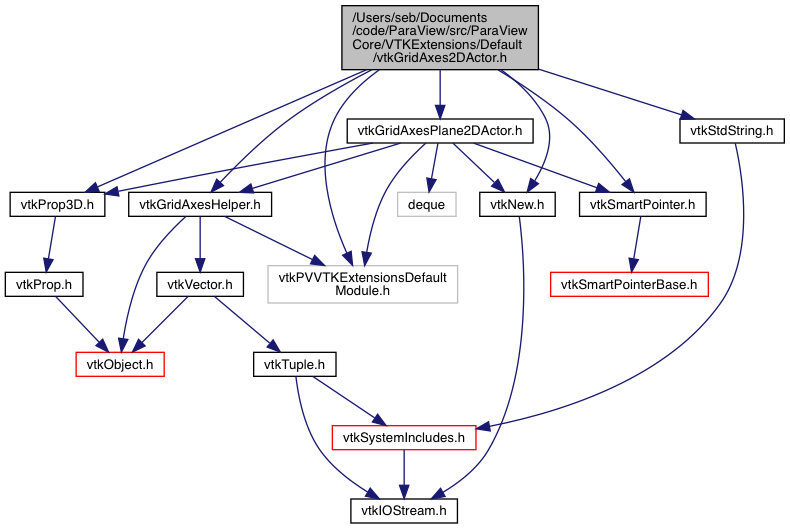 /Users/seb/Documents
/code/ParaView/src/ParaView
Core/VTKExtensions/Default
/vtkGridAxes2DActor.h
vtkGridAxesPlane2DActor.h
vtkStdString.h
vtkProp3D.h
vtkGridAxesHelper.h
deque
vtkNew.h
vtkSmartPointer.h
vtkProp.h
vtkVector.h
vtkPVVTKExtensionsDefault
Module.h
vtkSmartPointerBase.h
vtkObject.h
vtkTuple.h
vtkSystemIncludes.h
vtkIOStream.h